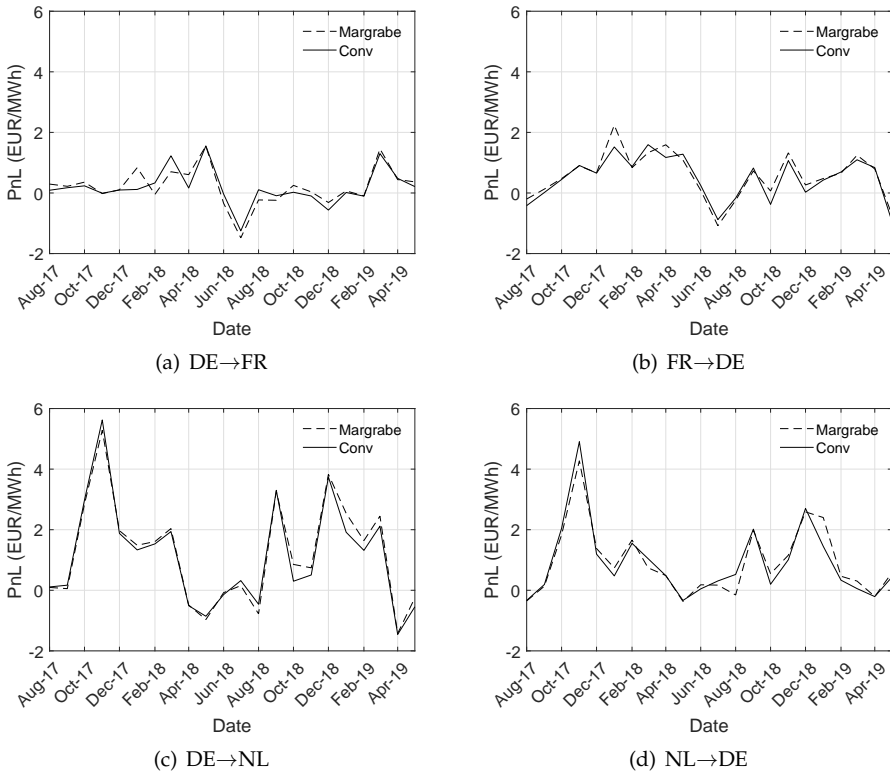 6
4
2
0
-2
PnL (EUR/MWh)
Margrabe
Conv
Aug-17
Oct-17
Dec-17
Feb-18
Apr-18
Jun-18
Aug-18
Oct-18
Dec-18
Feb-19
Apr-19
Date
(a) DE→FR
6
4
2
0
-2
PnL (EUR/MWh)
Margrabe
Conv
Aug-17
Oct-17
Dec-17
Feb-18
Apr-18
Jun-18
Aug-18
Oct-18
Dec-18
Feb-19
Apr-19
Date
(b) FR→DE
6
4
2
0
-2
PnL (EUR/MWh)
Margrabe
Conv
Aug-17
Oct-17
Dec-17
Feb-18
Apr-18
Jun-18
Aug-18
Oct-18
Dec-18
Feb-19
Apr-19
Date
(c) DE→NL
6
4
2
0
-2
PnL (EUR/MWh)
Margrabe
Conv
Aug-17
Oct-17
Dec-17
Feb-18
Apr-18
Jun-18
Aug-18
Oct-18
Dec-18
Feb-19
Apr-19
Date
(d) NL→DE